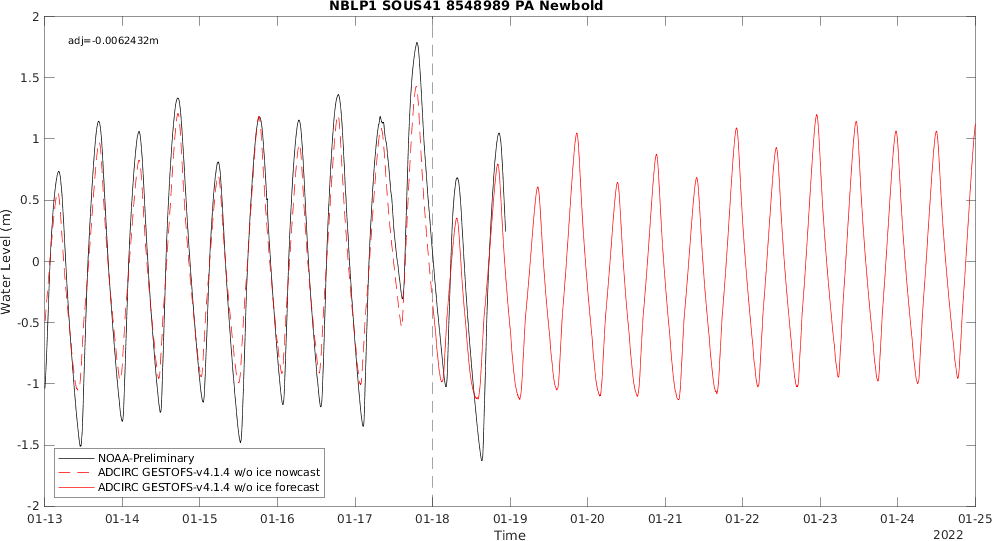 NBLP1 SOUS41 8548989 PA Newbold
adj=-0.0062432m
2
1.5
1
0.5
0
-0.5
-1
-1.5
-2
Water Level (m)
NOAA-Preliminary
ADCIRC GESTOFS-v4.1.4 w/o ice nowcast
ADCIRC GESTOFS-v4.1.4 w/o ice forecast
01-13 01-14 01-15 01-16 01-17 01-18 01-19 01-20 01-21 01-22 01-23 01-24 01-25
Time
2022